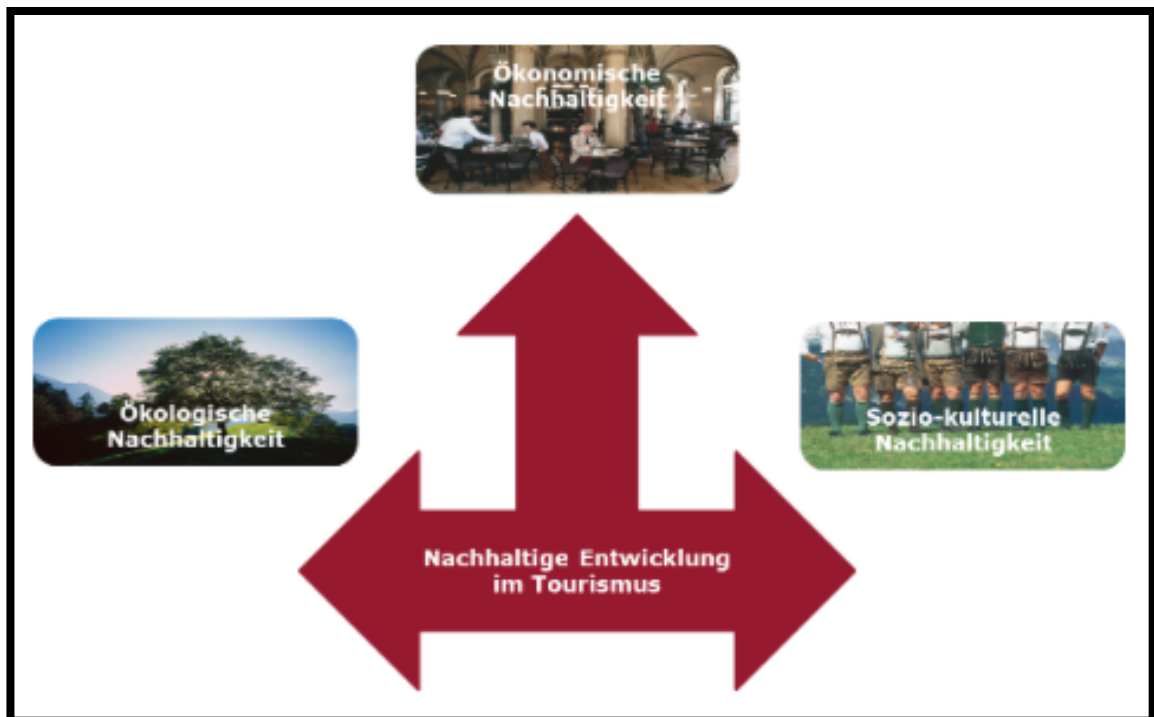 Ökonomische
Nachhaltigkeit
Ökologische
Nachhaltigkeit
Sozio-kulturelle
Nachhaltigkeit
Nachhaltige Entwicklung
im Tourismus